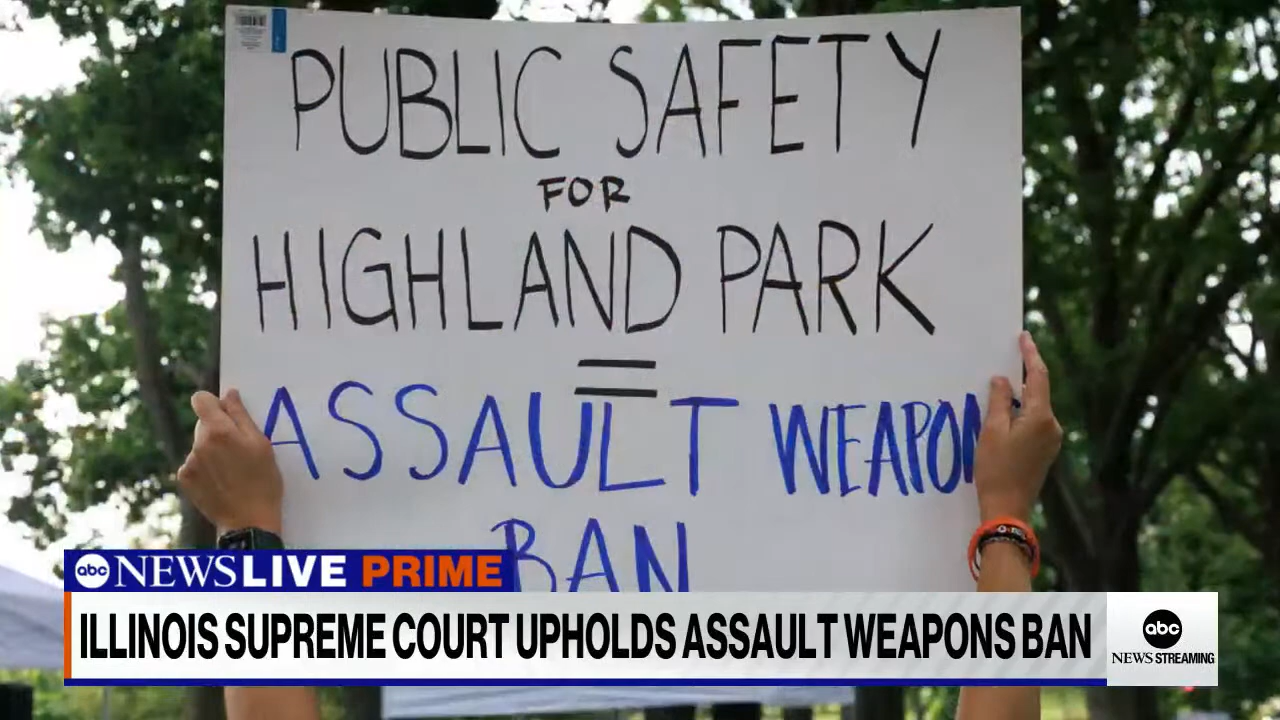 PUBLIC SAFETY
FOR
HIGHLAND PARK
=
ASSAULT WEAPON
BAN
abc NEWS LIVE PRIME
ILLINOIS SUPREME COURT UPHOLDS ASSAULT WEAPONS BAN
abc
NEWS STREAMING